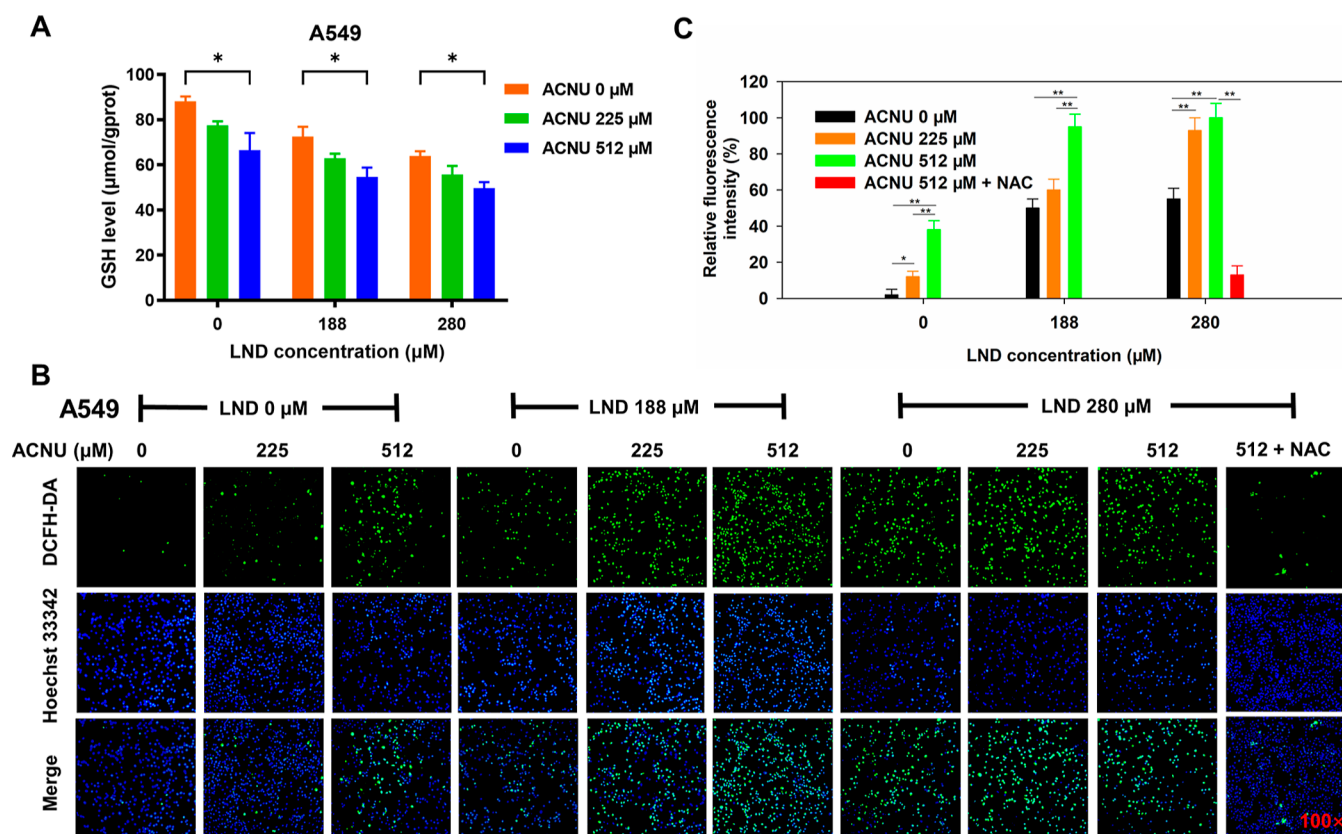 A
A549
*
*
*
GSH level (µmol/gprot)
100
80
60
40
20
0
0
188
280
LND concentration (µM)
ACNU 0 µM
ACNU 225 µM
ACNU 512 µM
C
Relative fluorescence
intensity (%)
120
100
80
60
40
20
0
ACNU 0 µM
ACNU 225 µM
ACNU 512 µM
ACNU 512 µM + NAC
**
**
*
**
**
**
**
**
0
188
280
LND concentration (µM)
B
A549
LND 0 µM
LND 188 µM
LND 280 µM
ACNU (µM)
0
225
512
0
225
512
0
225
512
512 + NAC
DCFH-DA
Hoechst 33342
Merge
100×